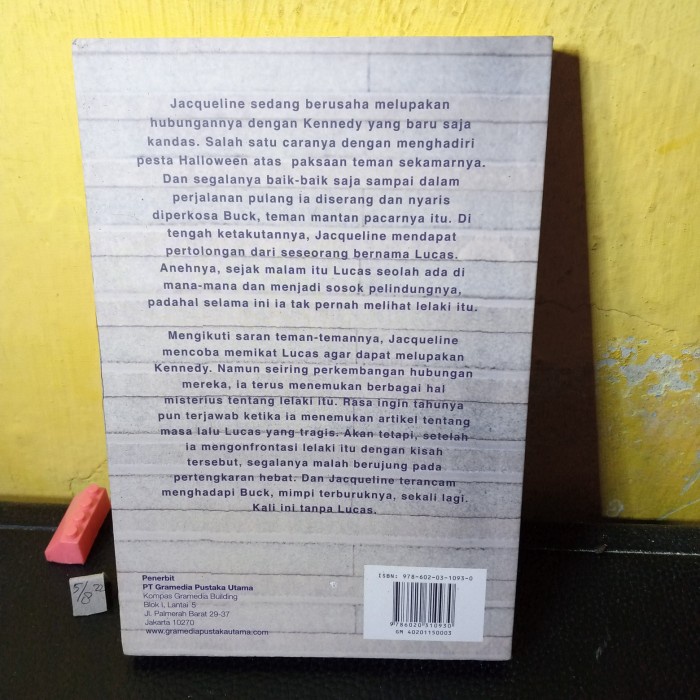 Jacqueline sedang berusaha melupakan
hubungannya dengan Kennedy yang baru saja
kandas. Salah satu caranya dengan menghadiri
pesta Halloween atas paksaan teman sekamarnya.
Dan segalanya baik-baik saja sampai dalam
perjalanan pulang ia diserang dan nyaris
diperkosa Buck, teman mantan pacarnya itu. Di
tengah ketakutannya, Jacqueline mendapat
pertolongan dari seseorang bernama Lucas.
Anehnya, sejak malam itu Lucas seolah ada di
mana-mana dan menjadi sosok pelindungnya,
padahal selama ini ia tak pernah melihat lelaki itu.
Mengikuti saran teman-temannya, Jacqueline
mencoba memikat Lucas agar dapat melupakan
Kennedy. Namun seiring perkembangan hubungan
mereka, ia terus menemukan berbagai hal
misterius tentang lelaki itu. Rasa ingin tahunya
pun terjawab ketika ia menemukan artikel tentang
masa lalu Lucas yang tragis. Akan tetapi, setelah
ia mengonfrontasi lelaki itu dengan kisah
tersebut, segalanya malah berujung pada
pertengkaran hebat. Dan Jacqueline terancam
menghadapi Buck, mimpi terburuknya, sekali lagi.
Kali ini tanpa Lucas.
Penerbit
PT Gramedia Pustaka Utama
Kompas Gramedia Building
Blok I, Lantai 5
Jl. Palmerah Barat 29-37
Jakarta 10270
www.gramediapustakautama.com
ISBN: 978-602-03-1093-0
9786020310930
GM 40201150003
5/8 22